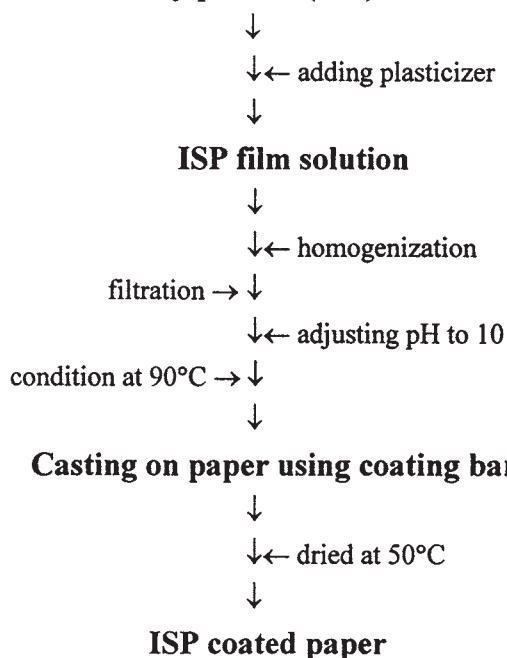 ↓
↓← adding plasticizer
↓
ISP film solution
↓
↓← homogenization
filtration → ↓
↓← adjusting pH to 10
condition at 90°C → ↓
↓
Casting on paper using coating bar
↓
↓← dried at 50°C
↓
ISP coated paper